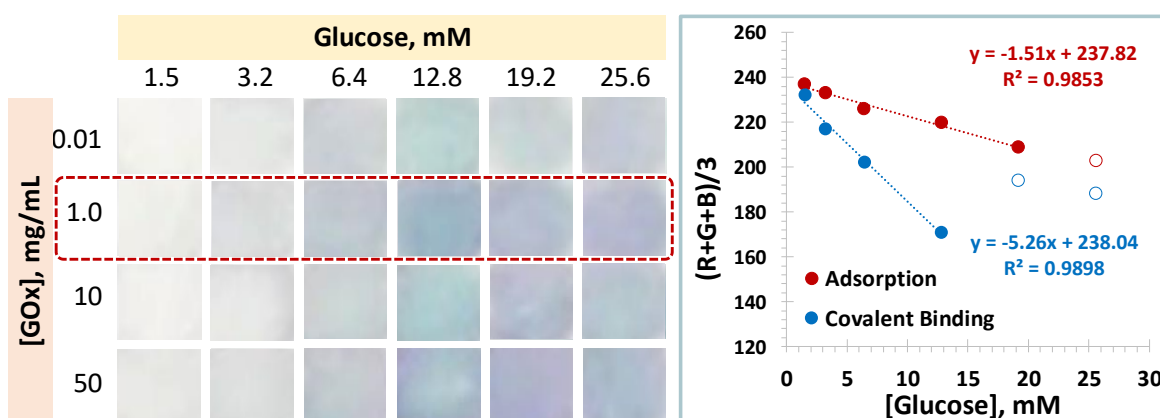 Glucose, mM
1.5 3.2 6.4 12.8 19.2 25.6
[GOx], mg/mL
0.01
1.0
10
50
260
240
220
200
180
160
140
120
(R+G+B)/3
y = -1.51x + 237.82
R² = 0.9853
y = -5.26x + 238.04
R² = 0.9898
Adsorption
Covalent Binding
0 5 10 15 20 25 30
[Glucose], mM